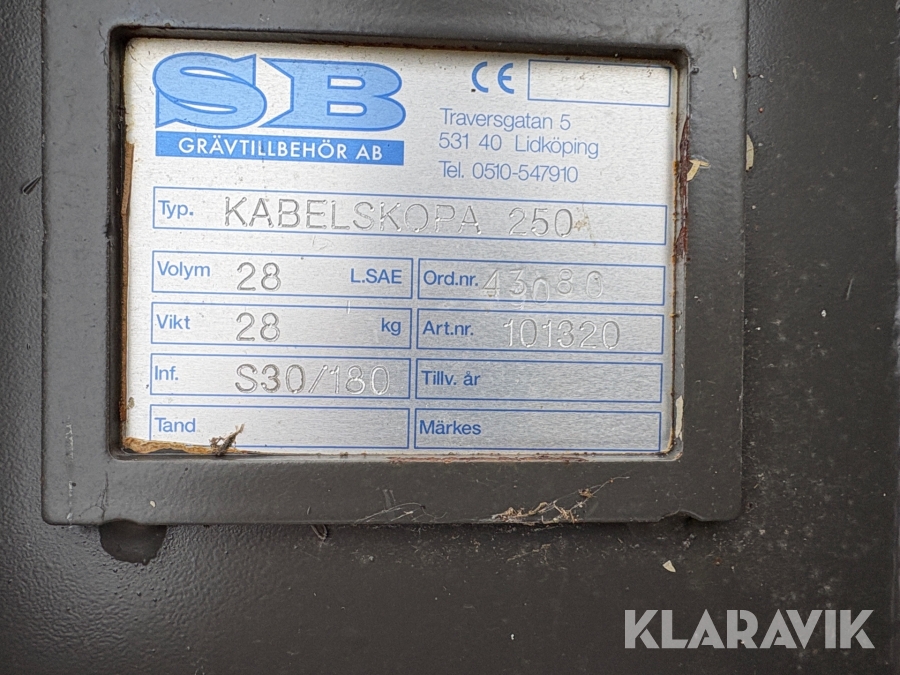 SB
GRÄVTILLBEHÖR AB
CE
Traversgatan 5
531 40 Lidköping
Tel. 0510-547910
Typ. KABELSKOPA 250
Volym 28 L.SAE
Ord.nr.
Vikt 28 kg
Art.nr. 101320
Inf. S30/180
Tillv. år
Tand
Märkes
KLARAVIK